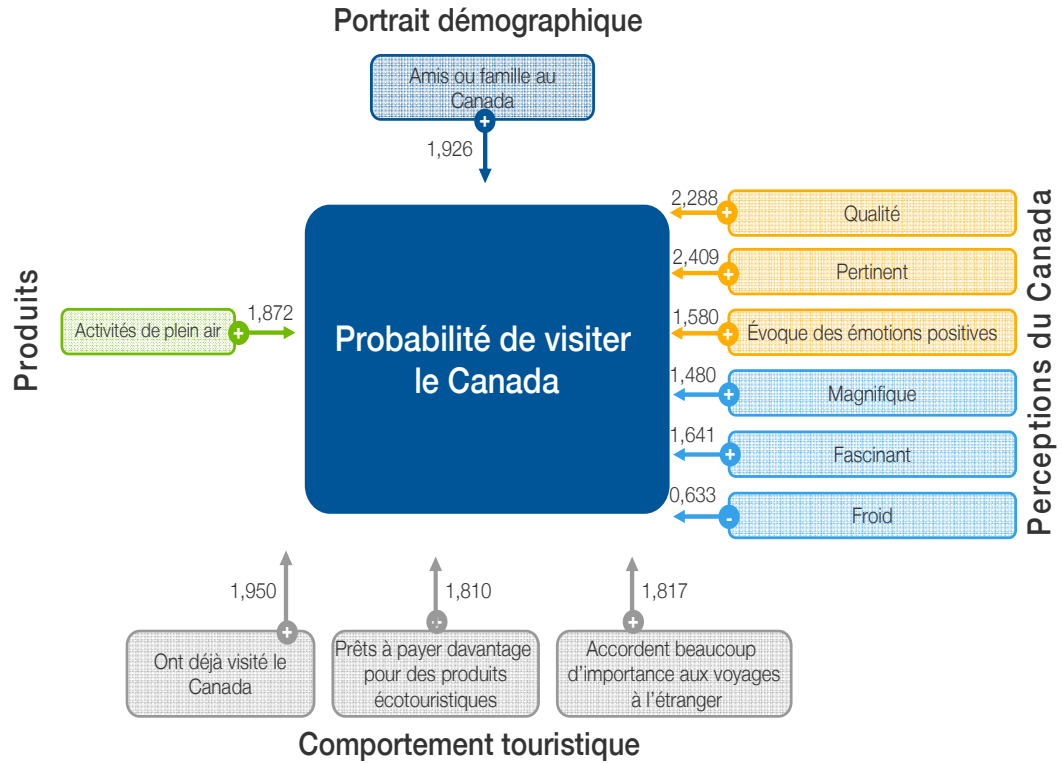 Portrait démographique
Amis ou famille au
Canada
+
1,926
Produits
Activités de plein air
+
1,872
Probabilité de visiter
le Canada
Perceptions du Canada
2,288
+
Qualité
2,409
+
Pertinent
1,580
+
Évoque des émotions positives
1,480
+
Magnifique
1,641
+
Fascinant
0,633
-
Froid
1,950
+
Ont déjà visité le
Canada
1,810
Prêts à payer davantage
pour des produits
écotouristiques
1,817
+
Accordent beaucoup
d'importance aux voyages
à l'étranger
Comportement touristique